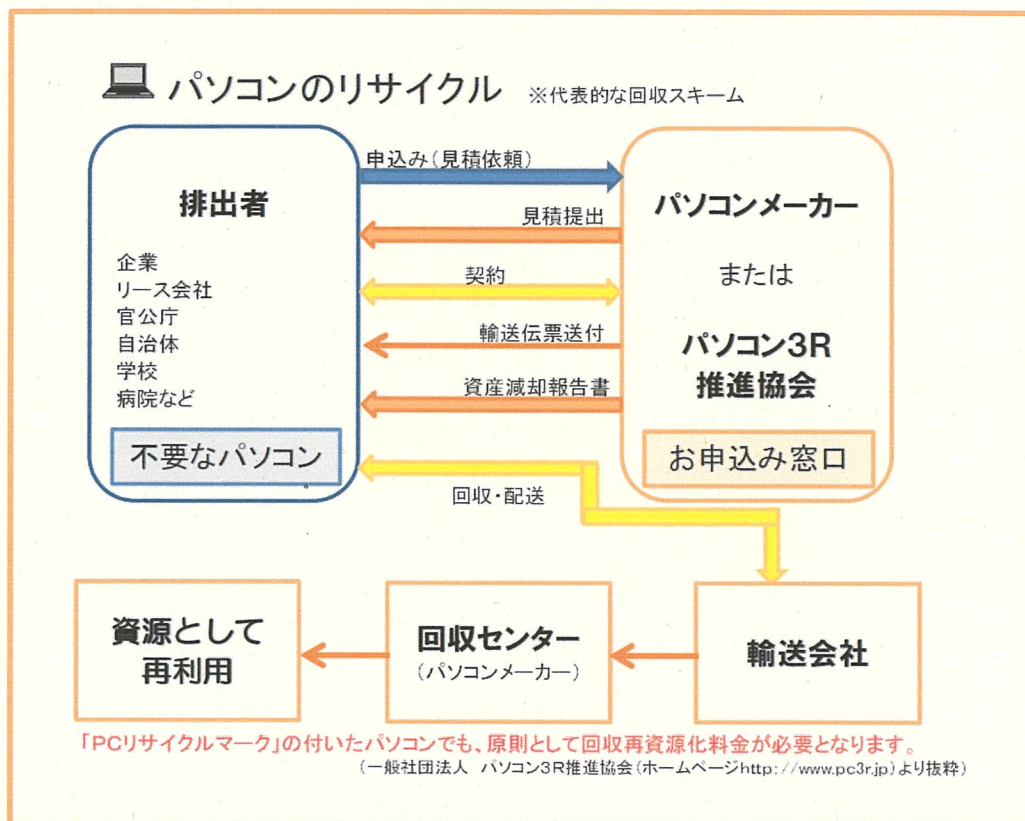 パソコンのリサイクル ※代表的な回収スキーム
排出者
企業
リース会社
官公庁
自治体
学校
病院など
不要なパソコン
申込み（見積依頼）
見積提出
契約
輸送伝票送付
資産減却報告書
回収・配送
パソコンメーカー
または
パソコン3R
推進協会
お申込み窓口
資源として
再利用
回収センター
（パソコンメーカー）
輸送会社
「PCリサイクルマーク」の付いたパソコンでも、原則として回収再資源化料金が必要となります。
（一般社団法人　パソコン3R推進協会（ホームページhttp://www.pc3r.jp）より抜粋）